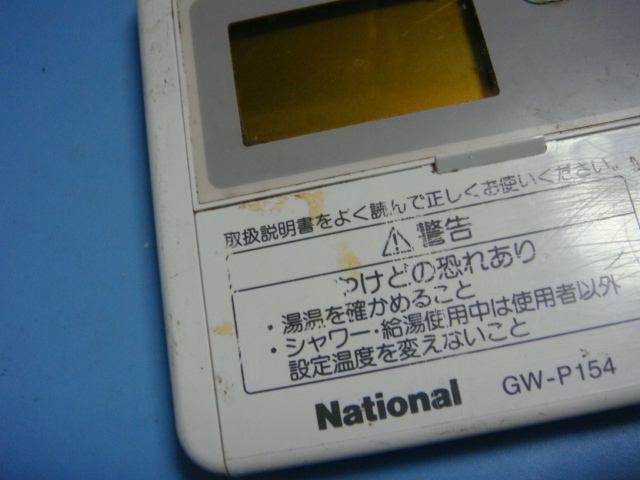 取扱説明書をよく読んで正しくお使いください。
⚠警告
やけどの恐れあり
・湯温を確かめること
・シャワー・給湯使用中は使用者以外
設定温度を変えないこと
National GW-P154